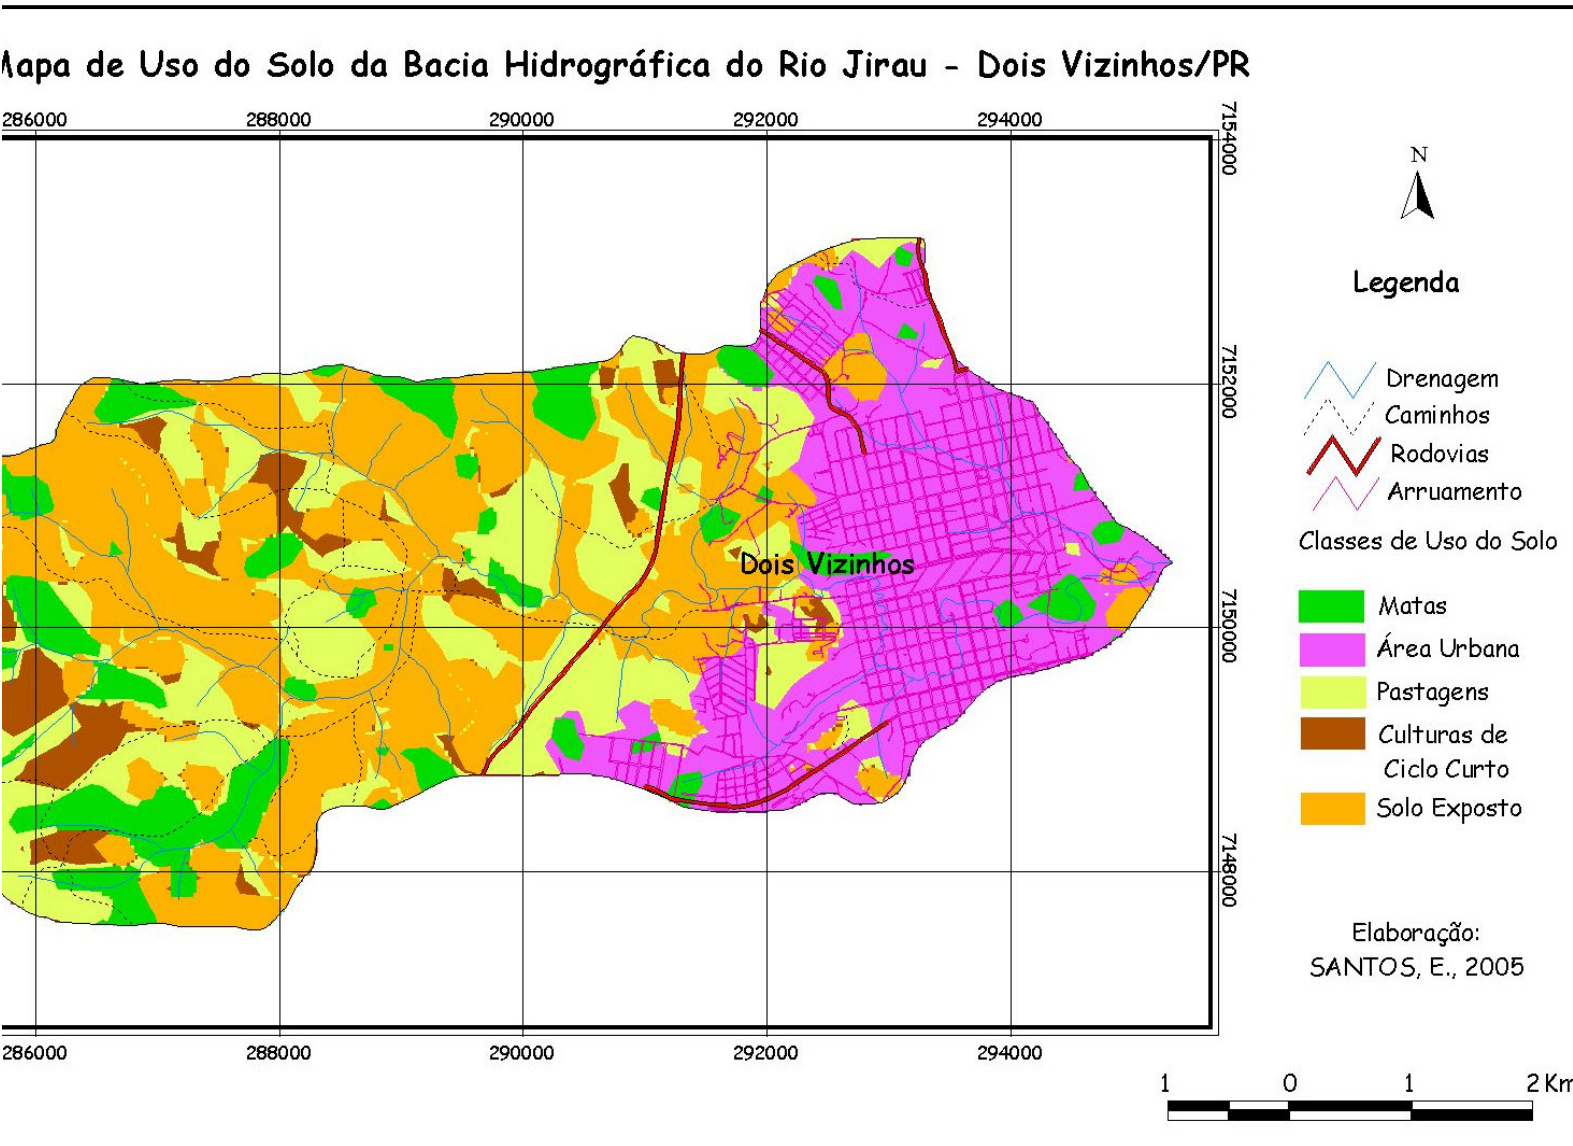 Mapa de Uso do Solo da Bacia Hidrográfica do Rio Jirau - Dois Vizinhos/PR
286000 288000 290000 292000 294000
7154000
7152000
7150000
7148000
Dois Vizinhos
286000 288000 290000 292000 294000
N
Legenda
Drenagem
Caminhos
Rodovias
Arruamento
Classes de Uso do Solo
Matas
Área Urbana
Pastagens
Culturas de
Ciclo Curto
Solo Exposto
Elaboração:
SANTOS, E., 2005
1 0 1 2 Km